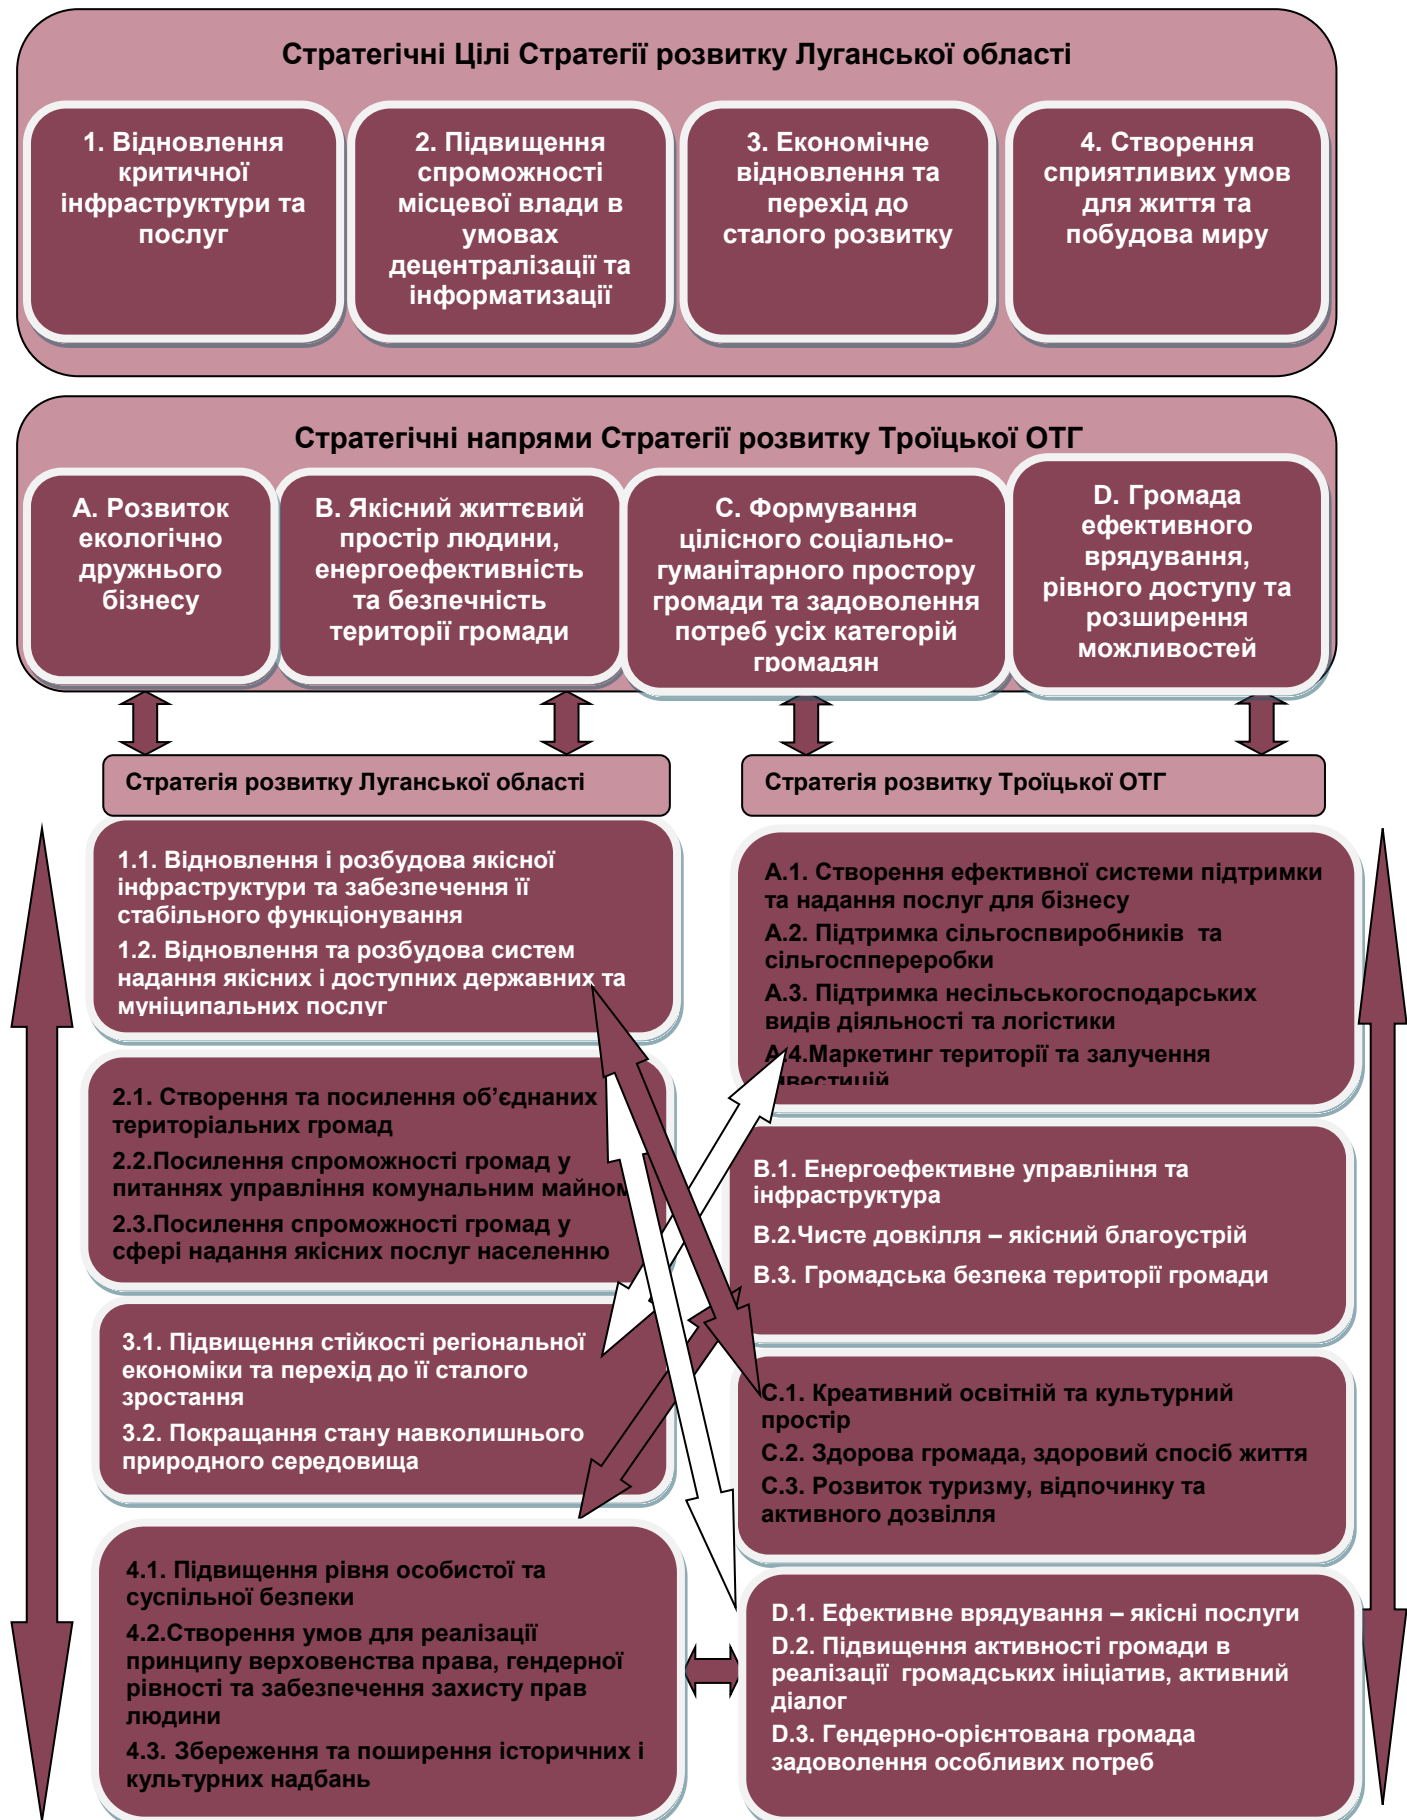 Стратегічні Цілі Стратегії розвитку Луганської області
1. Відновлення
критичної
інфраструктури та
послуг
2. Підвищення
спроможності
місцевої влади в
умовах
децентралізації та
інформатизації
3. Економічне
відновлення та
перехід до
сталого розвитку
4. Створення
сприятливих умов
для життя та
побудова миру
Стратегічні напрями Стратегії розвитку Троїцької ОТГ
А. Розвиток
екологічно
дружнього
бізнесу
В. Якісний життєвий
простір людини,
енергоефективність
та безпечність
території громади
С. Формування
цілісного соціально-
гуманітарного простору
громади та задоволення
потреб усіх категорій
громадян
D. Громада
ефективного
врядування,
рівного доступу та
розширення
можливостей
Стратегія розвитку Луганської області
1.1. Відновлення і розбудова якісної
інфраструктури та забезпечення її
стабільного функціонування
1.2. Відновлення та розбудова систем
надання якісних і доступних державних та
муніципальних послуг
2.1. Створення та посилення об’єднаних
територіальних громад
2.2.Посилення спроможності громад у
питаннях управління комунальним майном
2.3.Посилення спроможності громад у
сфері надання якісних послуг населенню
3.1. Підвищення стійкості регіональної
економіки та перехід до її сталого
зростання
3.2. Покращання стану навколишнього
природного середовища
4.1. Підвищення рівня особистої та
суспільної безпеки
4.2.Створення умов для реалізації
принципу верховенства права, гендерної
рівності та забезпечення захисту прав
людини
4.3. Збереження та поширення історичних і
культурних надбань
Стратегія розвитку Троїцької ОТГ
А.1. Створення ефективної системи підтримки
та надання послуг для бізнесу
А.2. Підтримка сільгоспвиробників та
сільгосппереробки
А.3. Підтримка несільськогосподарських
видів діяльності та логістики
А.4.Маркетинг території та залучення
інвестицій
В.1. Енергоефективне управління та
інфраструктура
В.2.Чисте довкілля – якісний благоустрій
В.3. Громадська безпека території громади
С.1. Креативний освітній та культурний
простір
С.2. Здорова громада, здоровий спосіб життя
С.3. Розвиток туризму, відпочинку та
активного дозвілля
D.1. Ефективне врядування – якісні послуги
D.2. Підвищення активності громади в
реалізації громадських ініціатив, активний
діалог
D.3. Гендерно-орієнтована громада
задоволення особливих потреб